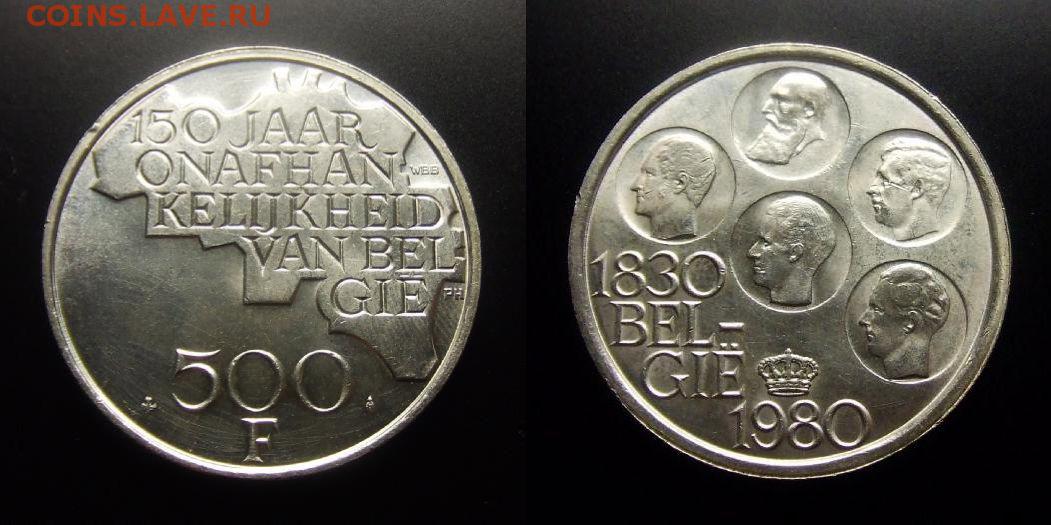 COINS.LAVE.RU
150 JAAR
ONAFHAN
WBB
KELIJKHEID
VAN BEL
GIË
PH
500
F
1830
BEL-
GIË
1980